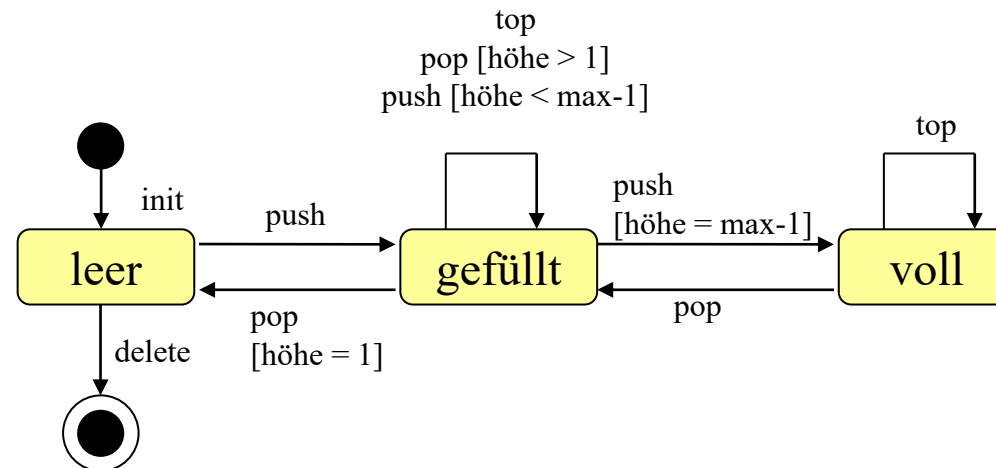 top
pop [höhe > 1]
push [höhe < max-1]
top
init
push
push
[höhe = max-1]
leer
gefüllt
voll
pop
[höhe = 1]
pop
delete